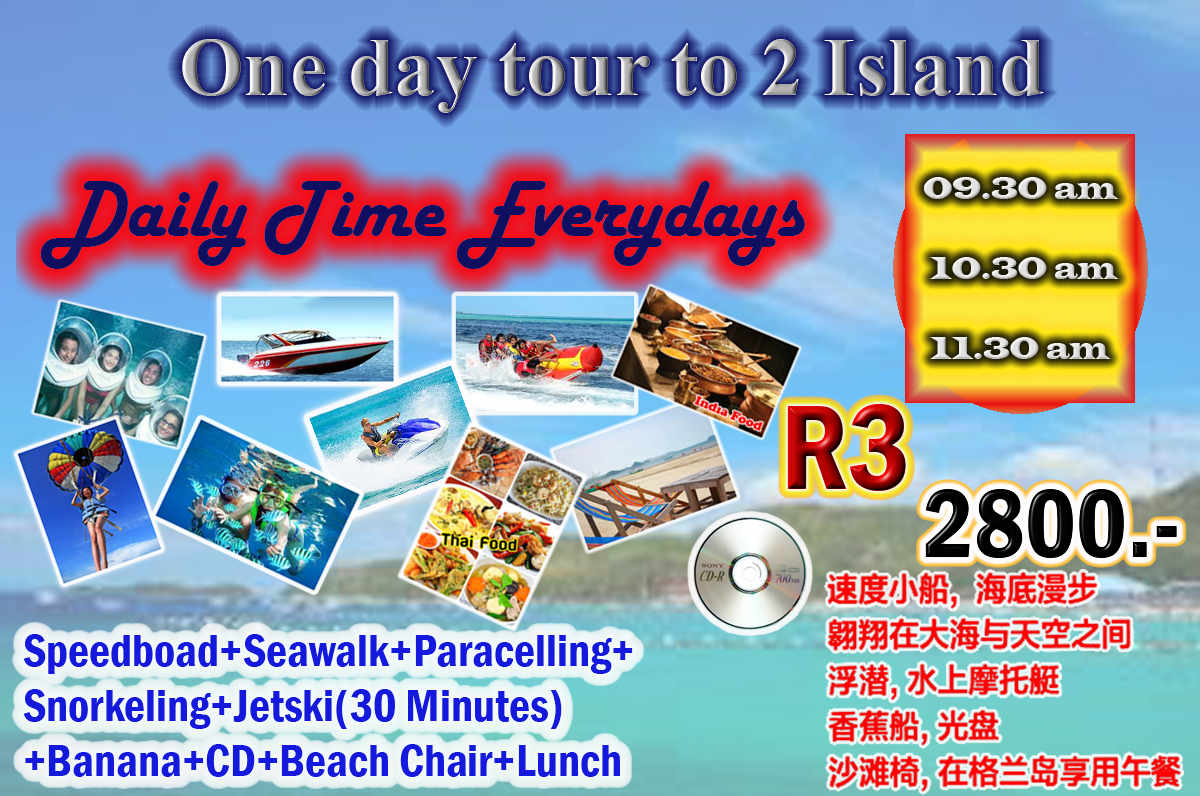 One day tour to 2 Island
Daily Time Everydays
09.30 am
10.30 am
11.30 am
226
India Food
Thai Food
R3
2800.-
SONY
CD-R
700MB
Speedboad+Seawalk+Paracelling+
Snorkeling+Jetski(30 Minutes)
+Banana+CD+Beach Chair+Lunch
速度小船, 海底漫步
翱翔在大海与天空之间
浮潜, 水上摩托艇
香蕉船, 光盘
沙滩椅, 在格兰岛享用午餐